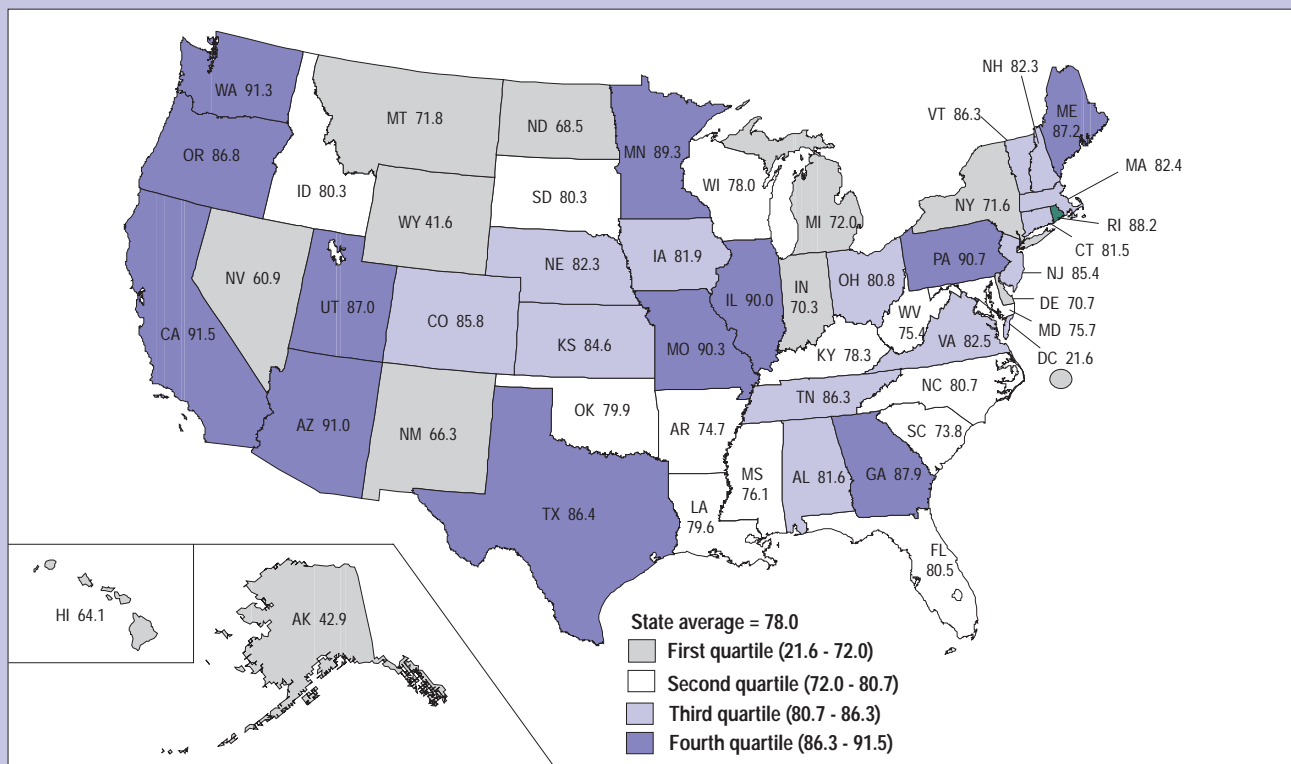 NH 82.3
WA 91.3
ME
87.2
MT 71.8
ND 68.5
VT 86.3
MN 89.3
OR 86.8
MA 82.4
WI 78.0
ID 80.3
SD 80.3
NY 71.6
MI 72.0
RI 88.2
WY 41.6
CT 81.5
PA 90.7
IA 81.9
NE 82.3
NJ 85.4
NV 60.9
OH 80.8
IN
70.3
IL 90.0
UT 87.0
DE 70.7
WV
75.4
CO 85.8
MD 75.7
CA 91.5
KS 84.6
MO 90.3
VA 82.5
KY 78.3
DC 21.6
NC 80.7
TN 86.3
OK 79.9
AZ 91.0
NM 66.3
AR 74.7
SC 73.8
MS
76.1
AL 81.6
GA 87.9
LA
79.6
TX 86.4
FL
80.5
HI 64.1
AK 42.9
State average = 78.0
First quartile (21.6 - 72.0)
Second quartile (72.0 - 80.7)
Third quartile (80.7 - 86.3)
Fourth quartile (86.3 - 91.5)